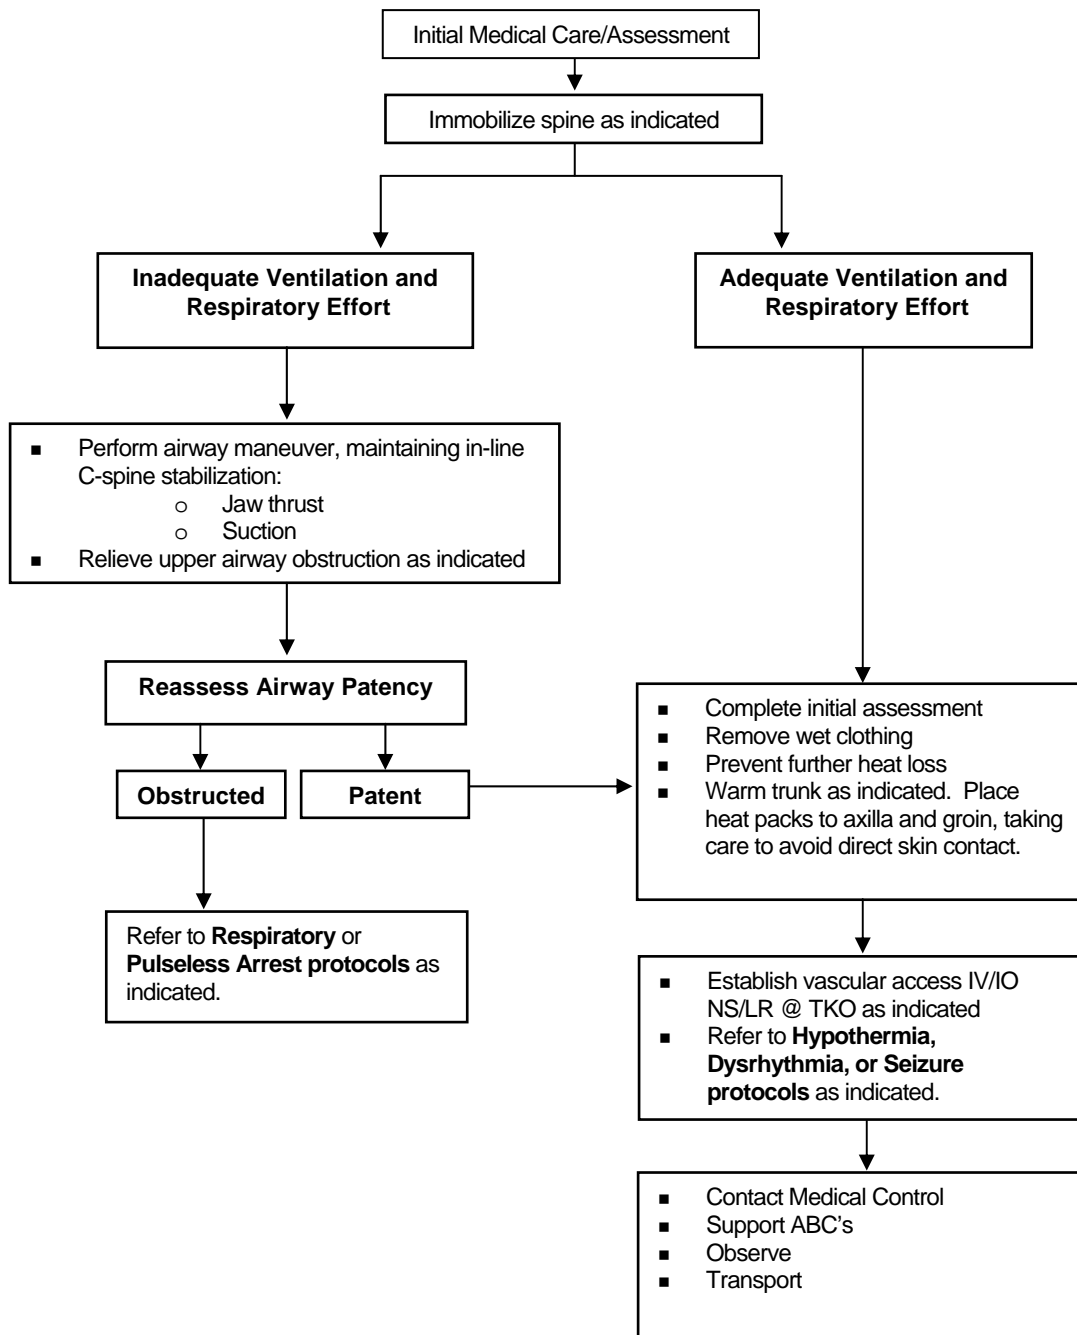 Initial Medical Care/Assessment
Immobilize spine as indicated
Inadequate Ventilation and
Respiratory Effort
Adequate Ventilation and
Respiratory Effort
■ Perform airway maneuver, maintaining in-line
C-spine stabilization:
o Jaw thrust
o Suction
■ Relieve upper airway obstruction as indicated
Reassess Airway Patency
Obstructed
Patent
Refer to Respiratory or
Pulseless Arrest protocols as
indicated.
■ Complete initial assessment
■ Remove wet clothing
■ Prevent further heat loss
■ Warm trunk as indicated.  Place
heat packs to axilla and groin, taking
care to avoid direct skin contact.
■ Establish vascular access IV/IO
NS/LR @ TKO as indicated
■ Refer to Hypothermia,
Dysrhythmia, or Seizure
protocols as indicated.
■ Contact Medical Control
■ Support ABC's
■ Observe
■ Transport